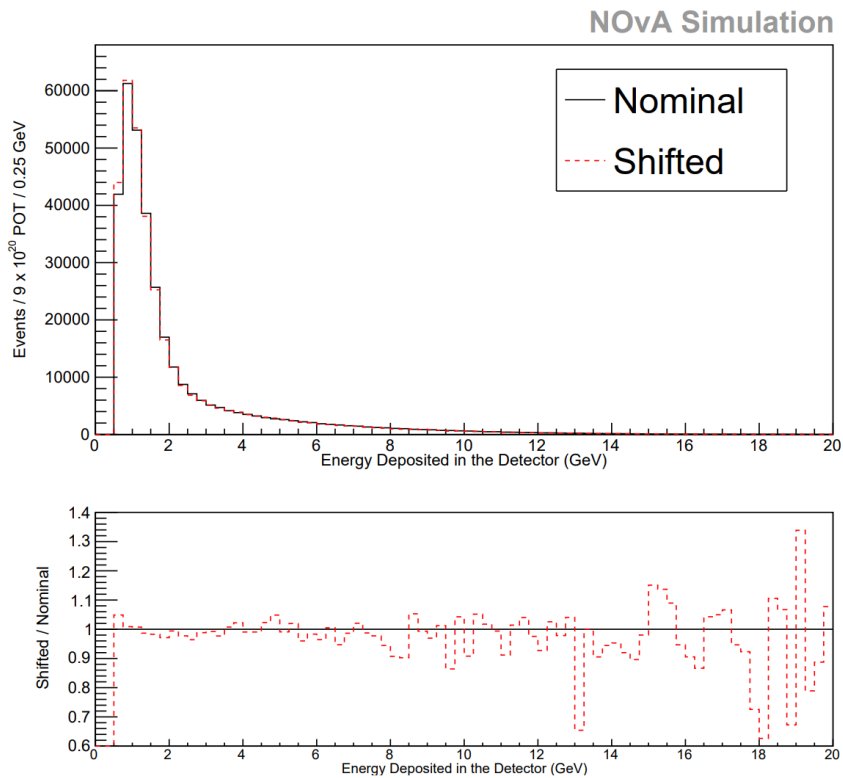 NOvA Simulation
Events / 9 x 10²⁰ POT / 0.25 GeV
60000
50000
40000
30000
20000
10000
0
Nominal
Shifted
0 2 4 6 8 10 12 14 16 18 20
Energy Deposited in the Detector (GeV)
Shifted / Nominal
1.4
1.3
1.2
1.1
1
0.9
0.8
0.7
0.6
0 2 4 6 8 10 12 14 16 18 20
Energy Deposited in the Detector (GeV)